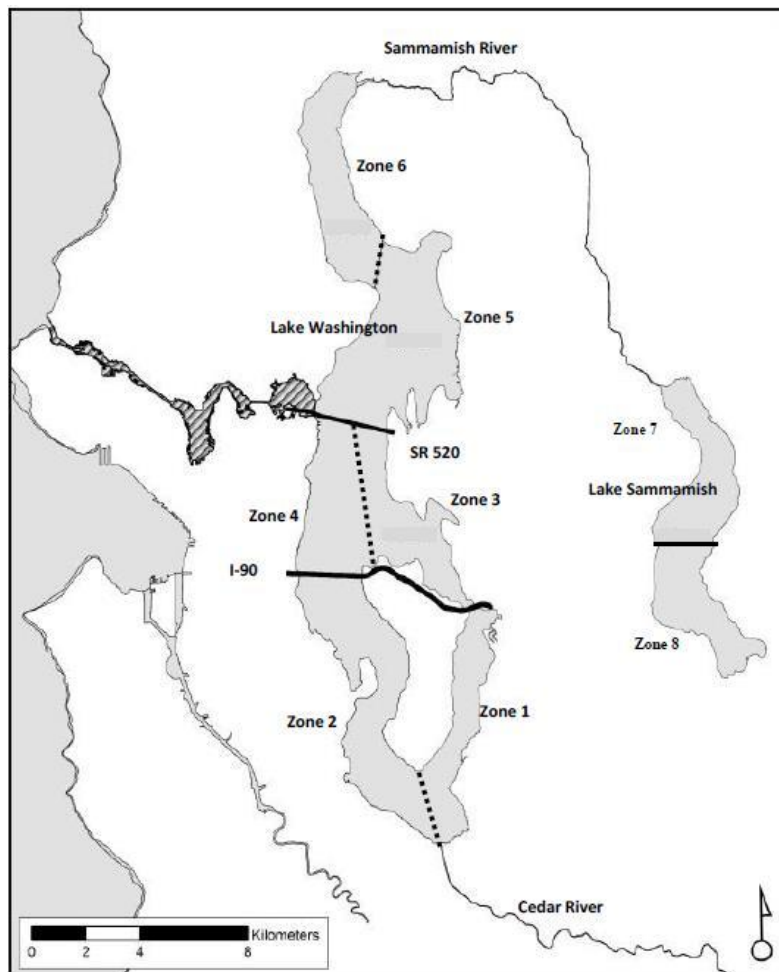 Sammamish River
Zone 6
Lake Washington
Zone 5
SR 520
Zone 7
Zone 3
Lake Sammamish
Zone 4
I-90
Zone 8
Zone 2
Zone 1
Cedar River
Kilometers
0 2 4 8